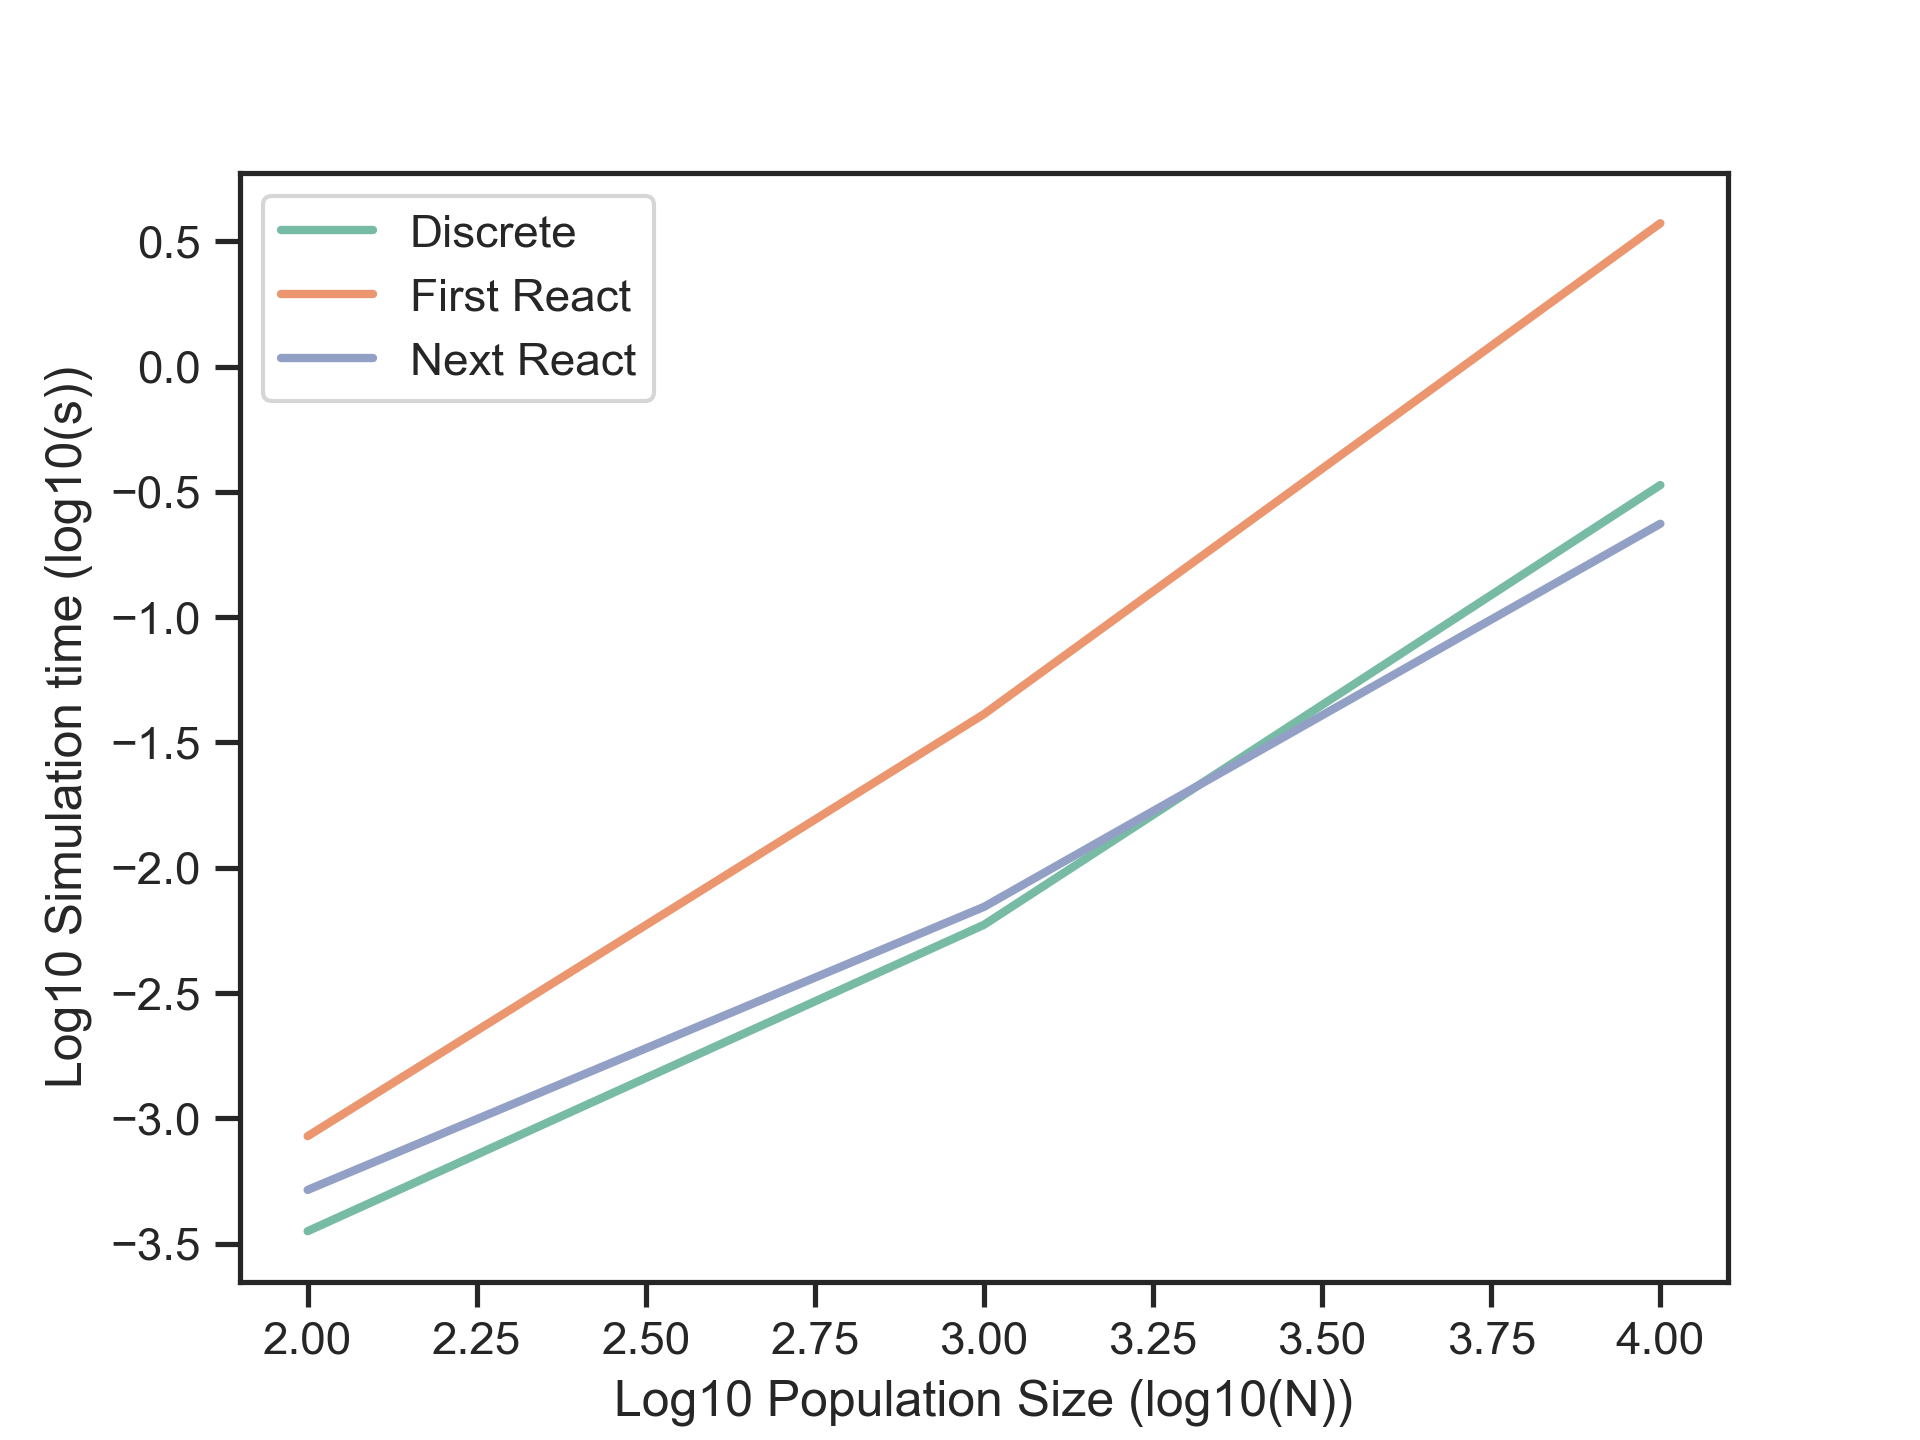 Discrete
First React
Next React
0.5
0.0
−0.5
−1.0
−1.5
−2.0
−2.5
−3.0
−3.5
Log10 Simulation time (log10(s))
2.00 2.25 2.50 2.75 3.00 3.25 3.50 3.75 4.00
Log10 Population Size (log10(N))